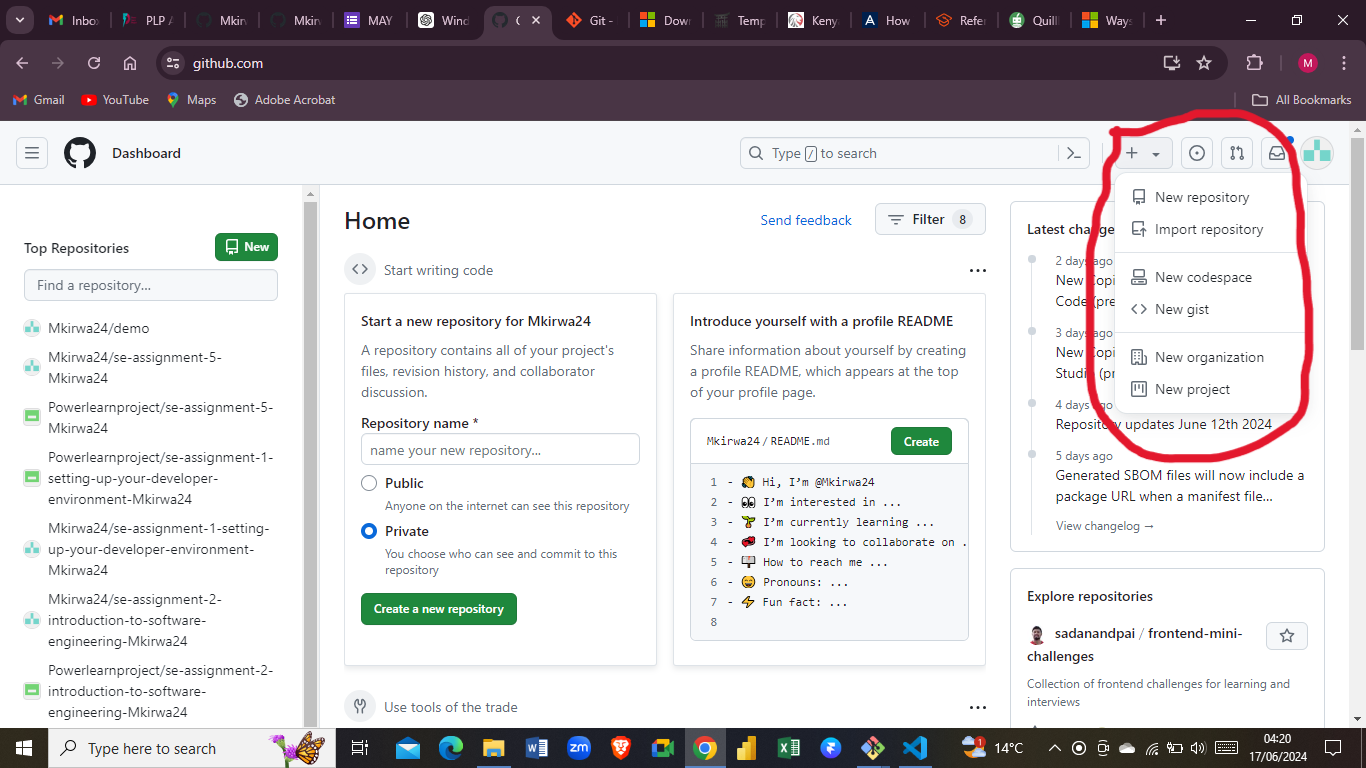 Inbox
PLP A
Mkirw
Mkirw
MAY
Wind
Git -
Dow
Temp
Keny
How
Refer
Quill
Ways
github.com
M
Gmail
YouTube
Maps
Adobe Acrobat
All Bookmarks
Dashboard
Type / to search
New repository
Import repository
New codespace
New gist
New organization
New project
Top Repositories
New
Find a repository...
Mkirwa24/demo
Mkirwa24/se-assignment-5-
Mkirwa24
Powerlearnproject/se-assignment-5-
Mkirwa24
Powerlearnproject/se-assignment-1-
setting-up-your-developer-
environment-Mkirwa24
Mkirwa24/se-assignment-1-setting-
up-your-developer-environment-
Mkirwa24
Mkirwa24/se-assignment-2-
introduction-to-software-
engineering-Mkirwa24
Powerlearnproject/se-assignment-2-
introduction-to-software-
engineering-Mkirwa24
Home
Send feedback
Filter 8
Start writing code
Start a new repository for Mkirwa24
A repository contains all of your project's
files, revision history, and collaborator
discussion.
Repository name *
name your new repository...
Public
Anyone on the internet can see this repository
Private
You choose who can see and commit to this
repository
Create a new repository
Introduce yourself with a profile README
Share information about yourself by creating
a profile README, which appears at the top
of your profile page.
Mkirwa24 / README.md
Create
1 - 👋 Hi, I'm @Mkirwa24
2 - 👀 I'm interested in ...
3 - 🌱 I'm currently learning ...
4 - 💞️ I'm looking to collaborate on .
5 - 📫 How to reach me ...
6 - 😄 Pronouns: ...
7 - ⚡ Fun fact: ...
8
Use tools of the trade
Latest change
2 days ago
New Copi
Code (pre
3 days ago
New Copi
Studio (pr
4 days ago
Repository updates June 12th 2024
5 days ago
Generated SBOM files will now include a
package URL when a manifest file...
View changelog →
Explore repositories
sadanandpai / frontend-mini-
challenges
Collection of frontend challenges for learning and
interviews
Type here to search
zm
14°C
04:20
17/06/2024